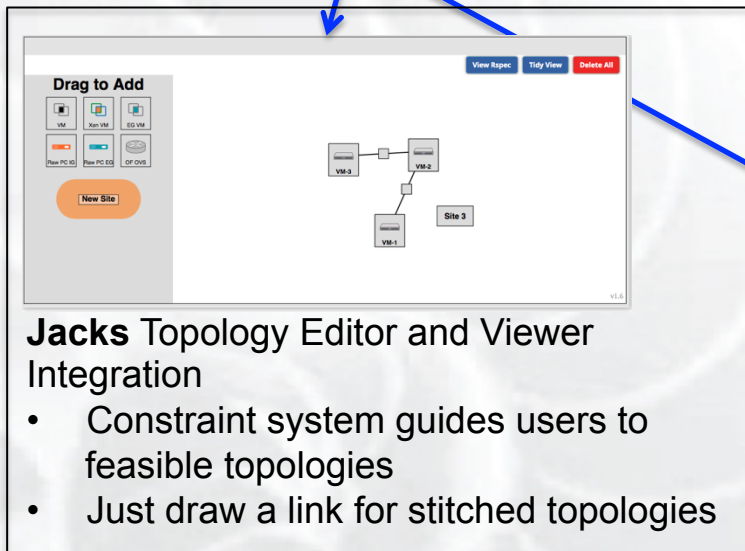 View Rspec Tidy View Delete All
Drag to Add
VM Xen VM EG VM
Raw PC IG Raw PC EG OF OVS
New Site
VM-3 VM-2
Site 3
VM-1
v1.6
Jacks Topology Editor and Viewer
Integration
• Constraint system guides users to
feasible topologies
• Just draw a link for stitched topologies